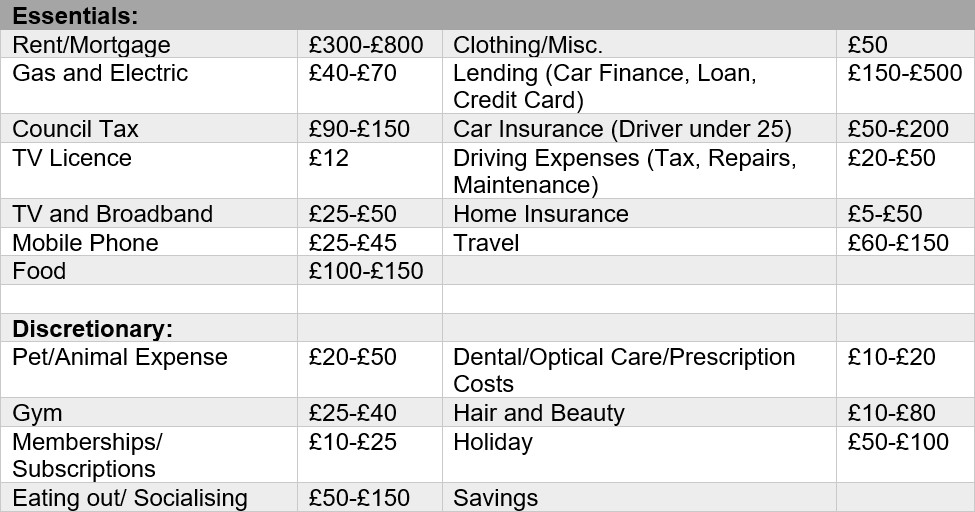 Essentials:
Rent/Mortgage £300-£800 Clothing/Misc. £50
Gas and Electric £40-£70 Lending (Car Finance, Loan, £150-£500
Credit Card)
Council Tax £90-£150 Car Insurance (Driver under 25) £50-£200
TV Licence £12 Driving Expenses (Tax, Repairs, £20-£50
Maintenance)
TV and Broadband £25-£50 Home Insurance £5-£50
Mobile Phone £25-£45 Travel £60-£150
Food £100-£150
Discretionary:
Pet/Animal Expense £20-£50 Dental/Optical Care/Prescription £10-£20
Costs
Gym £25-£40 Hair and Beauty £10-£80
Memberships/ £10-£25 Holiday £50-£100
Subscriptions
Eating out/ Socialising £50-£150 Savings